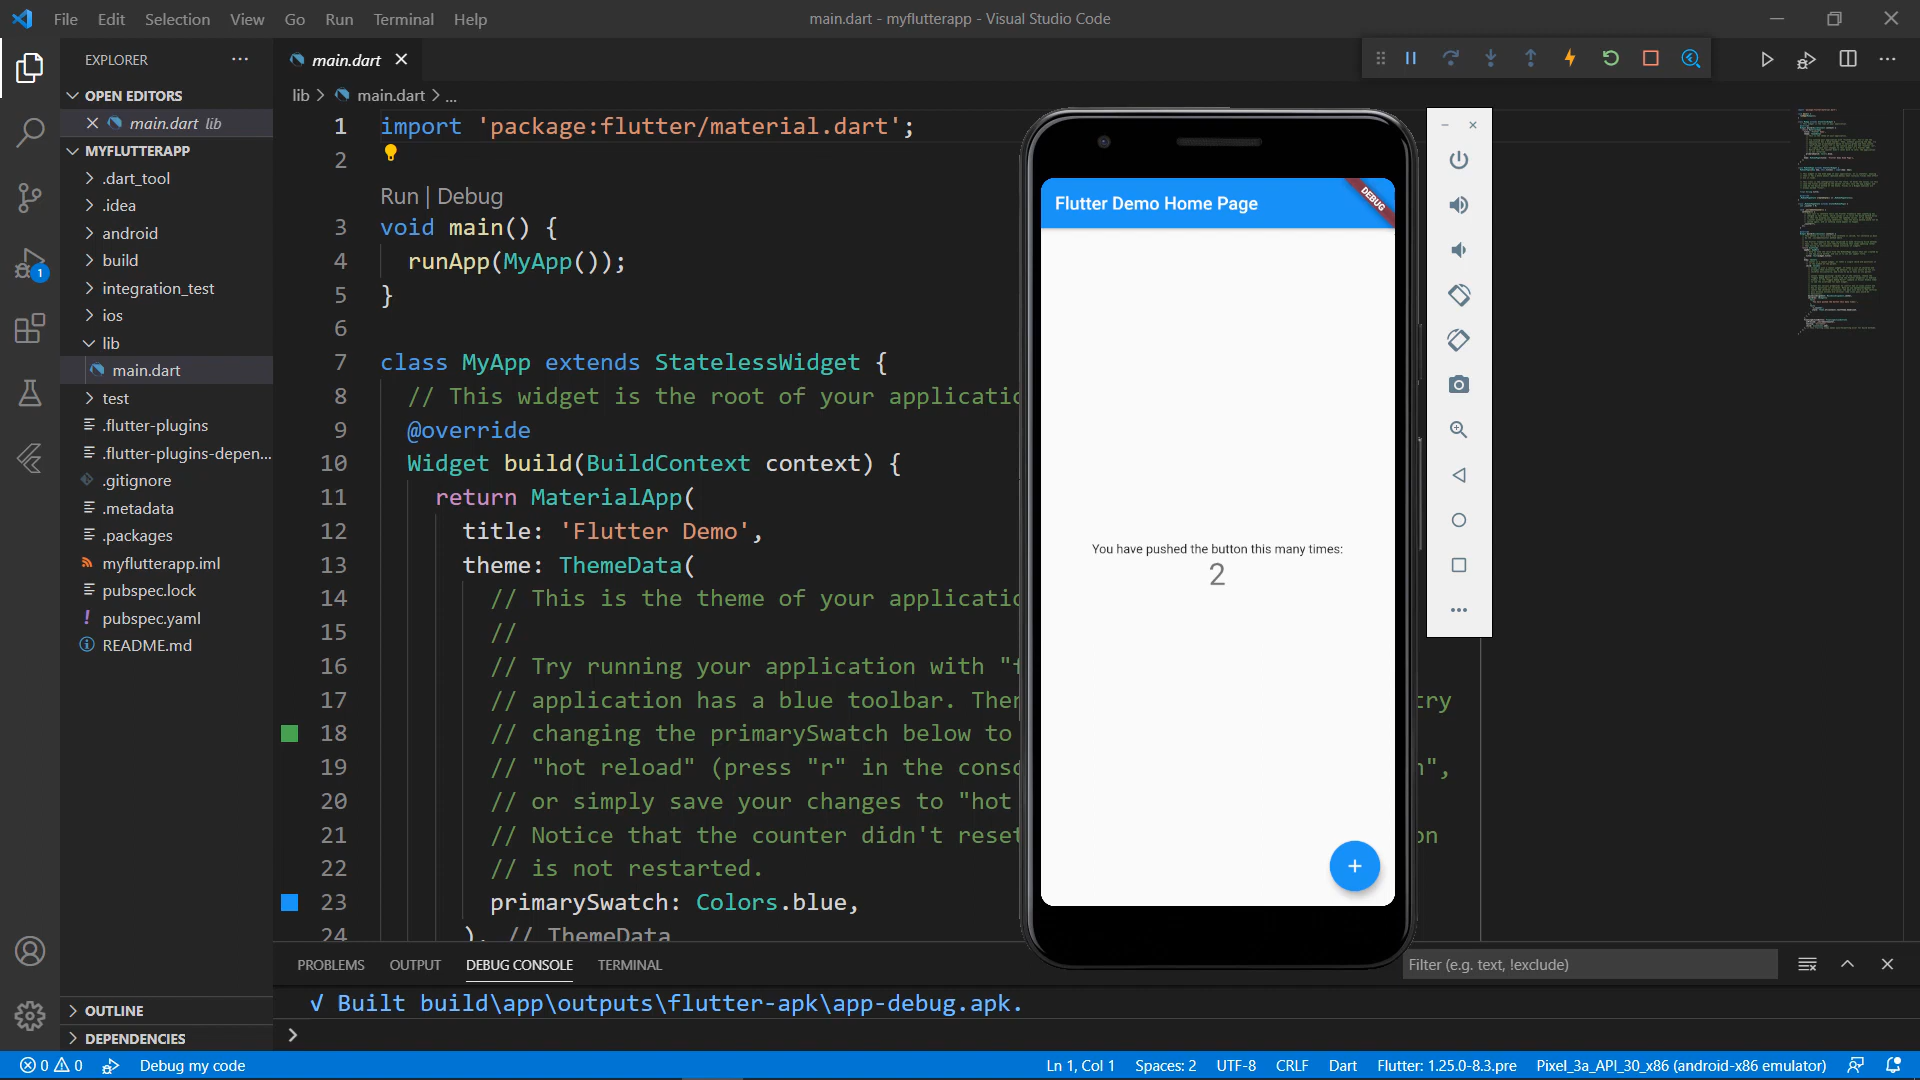 File Edit Selection View Go Run Terminal Help
main.dart - myflutterapp - Visual Studio Code
EXPLORER
OPEN EDITORS
main.dart lib
MYFLUTTERAPP
.dart_tool
.idea
android
build
integration_test
ios
lib
main.dart
test
.flutter-plugins
.flutter-plugins-depen...
.gitignore
.metadata
.packages
myflutterapp.iml
pubspec.lock
pubspec.yaml
README.md
OUTLINE
DEPENDENCIES
1
main.dart
lib > main.dart > ...
1 import 'package:flutter/material.dart';
2
Run | Debug
3 void main() {
4 runApp(MyApp());
5 }
6
7 class MyApp extends StatelessWidget {
8 // This widget is the root of your applicatio
9 @override
10 Widget build(BuildContext context) {
11 return MaterialApp(
12 title: 'Flutter Demo',
13 theme: ThemeData(
14 // This is the theme of your applicatio
15 //
16 // Try running your application with "f
17 // application has a blue toolbar. Then try
18 // changing the primarySwatch below to
19 // "hot reload" (press "r" in the conso ",
20 // or simply save your changes to "hot
21 // Notice that the counter didn't reset on
22 // is not restarted.
23 primarySwatch: Colors.blue,
24 ), // ThemeData
Flutter Demo Home Page
DEBUG
You have pushed the button this many times:
2
+
PROBLEMS OUTPUT DEBUG CONSOLE TERMINAL
Filter (e.g. text, !exclude)
√ Built build\app\outputs\flutter-apk\app-debug.apk.
>
0 0 Debug my code
Ln 1, Col 1 Spaces: 2 UTF-8 CRLF Dart Flutter: 1.25.0-8.3.pre Pixel_3a_API_30_x86 (android-x86 emulator)